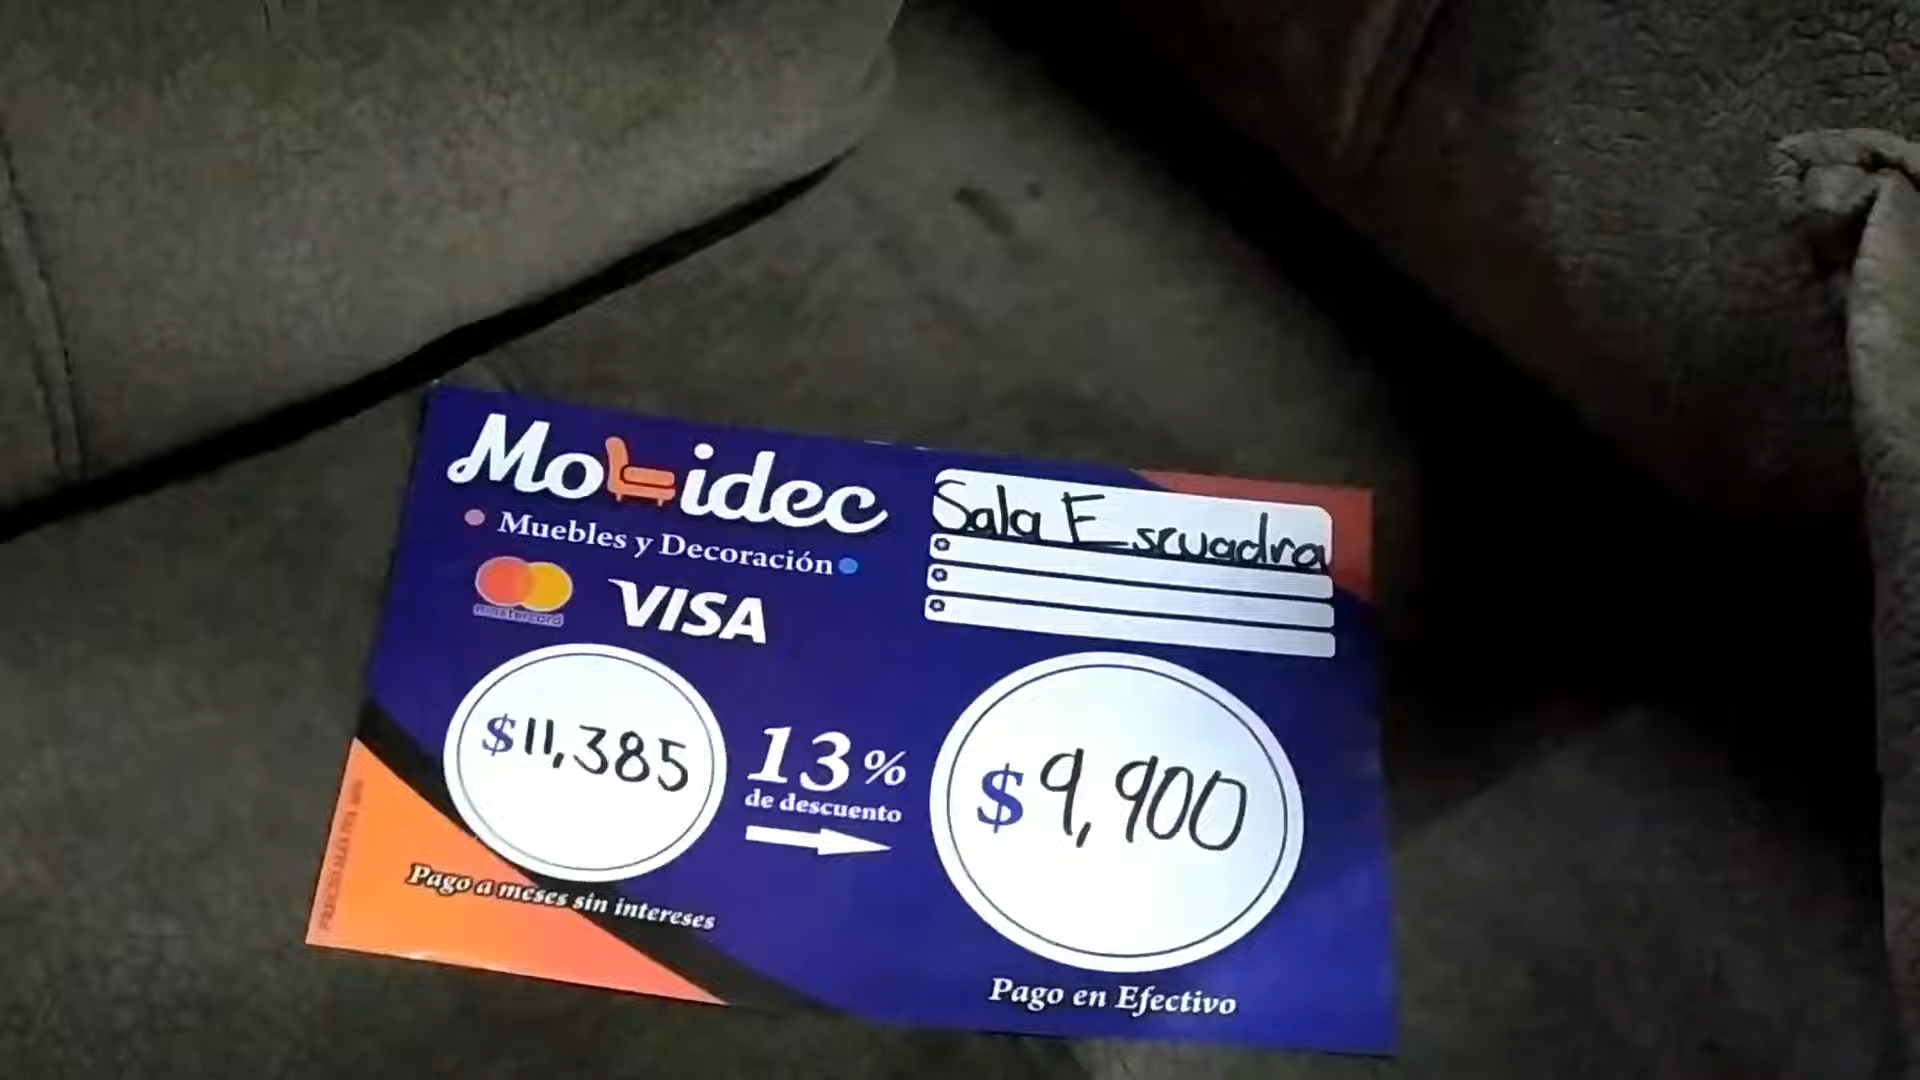 Mobidec
Muebles y Decoración
mastercard
VISA
Sala Escuadra
$11,385
13%
de descuento
$9,900
Pago a meses sin intereses
Pago en Efectivo